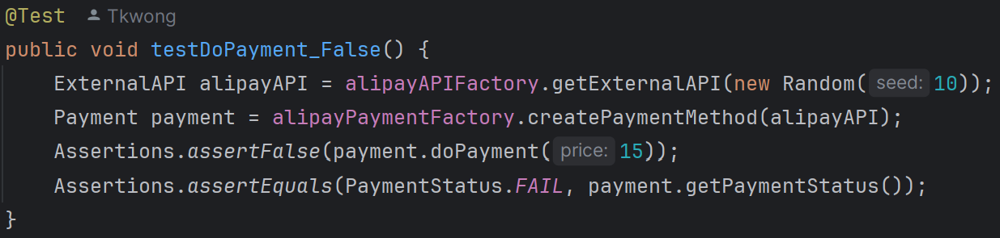 @Test Tkwong
public void testDoPayment_False() {
ExternalAPI alipayAPI = alipayAPIFactory.getExternalAPI(new Random( seed: 10));
Payment payment = alipayPaymentFactory.createPaymentMethod(alipayAPI);
Assertions.assertFalse(payment.doPayment( price: 15));
Assertions.assertEquals(PaymentStatus.FAIL, payment.getPaymentStatus());
}